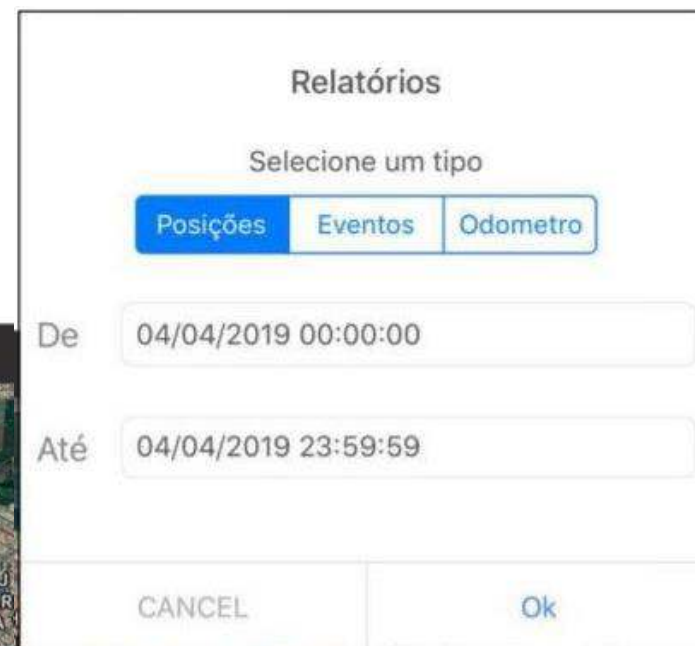 Relatórios
Selecione um tipo
Posições Eventos Odometro
De 04/04/2019 00:00:00
Até 04/04/2019 23:59:59
CANCEL Ok